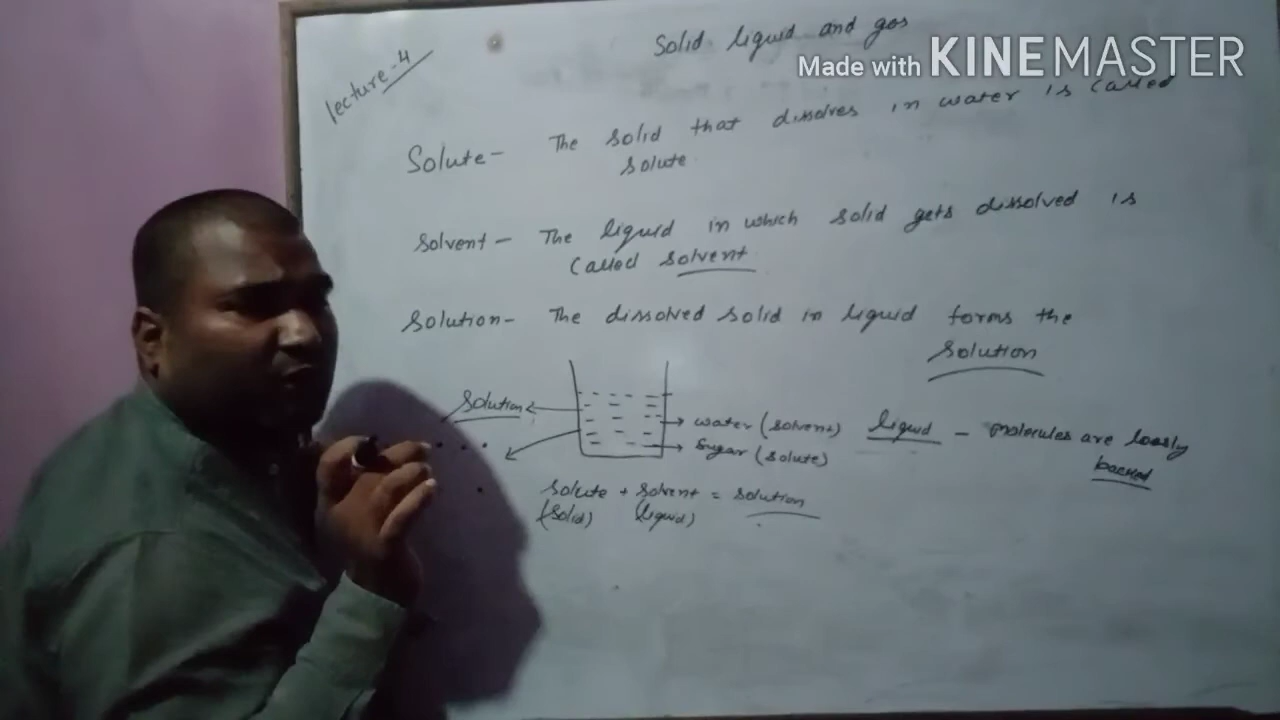 lecture-4
Solid liquid and gas
Made with KINEMASTER
Solute- The solid that dissolves in water is called
solute
Solvent - The liquid in which solid gets dissolved is
called solvent
Solution- The dissolved solid in liquid forms the
solution
solution
water (solvent)
sugar (solute)
liquid - molecules are loosly
backed
solute + solvent = solution
(solid) (liquid)